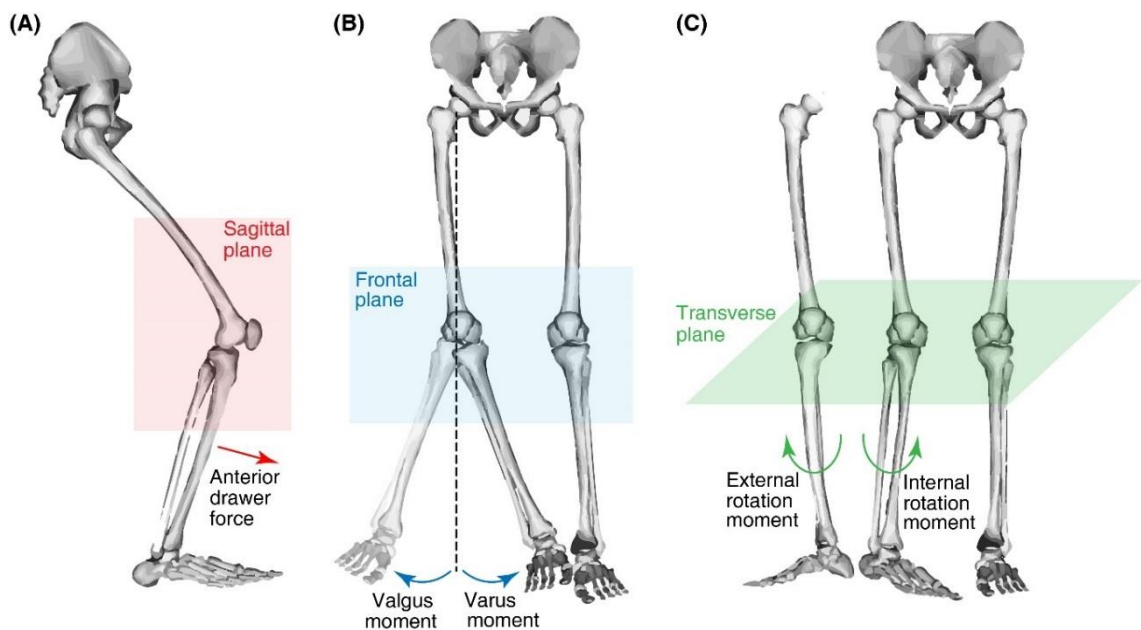 (A)
Sagittal
plane
Anterior
drawer
force
(B)
Frontal
plane
Valgus
moment
Varus
moment
(C)
Transverse
plane
External
rotation
moment
Internal
rotation
moment